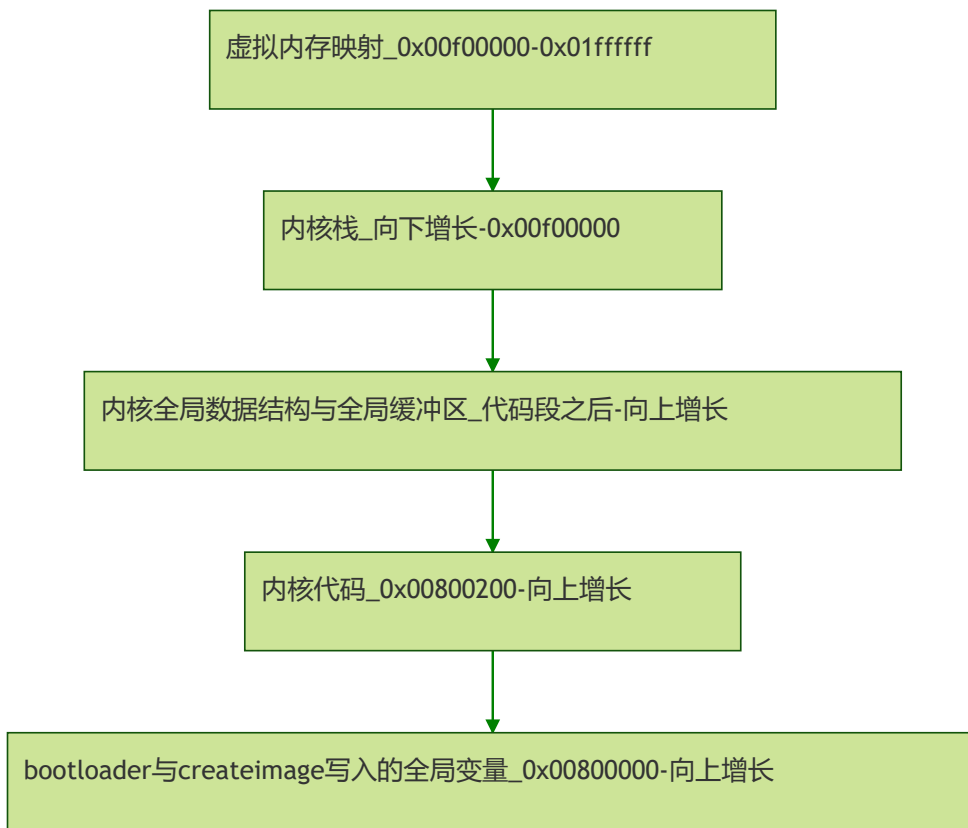 虚拟内存映射_0x00f00000-0x01ffffff
内核栈_向下增长-0x00f00000
内核全局数据结构与全局缓冲区_代码段之后-向上增长
内核代码_0x00800200-向上增长
bootloader与createimage写入的全局变量_0x00800000-向上增长